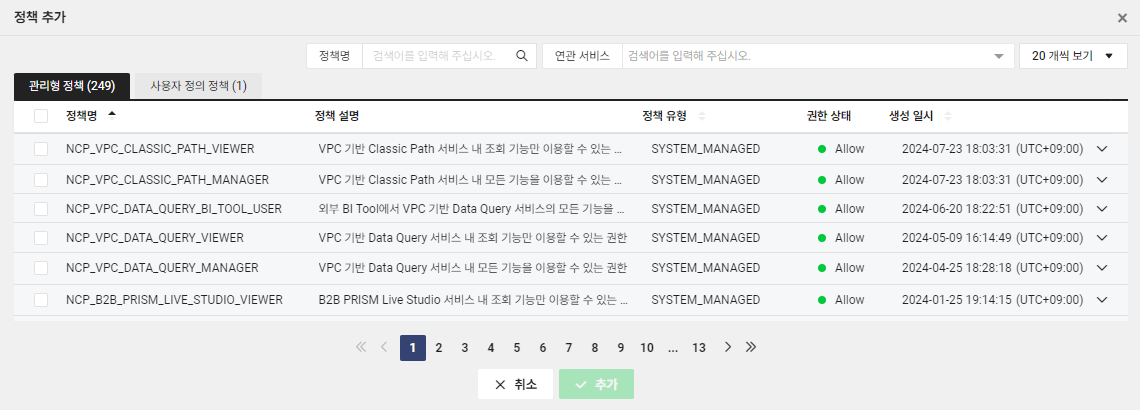 정책 추가
정책명 검색어를 입력해 주십시오. 연관 서비스 검색어를 입력해 주십시오. 20 개씩 보기
관리형 정책 (249) 사용자 정의 정책 (1)
정책명 정책 설명 정책 유형 권한 상태 생성 일시
NCP_VPC_CLASSIC_PATH_VIEWER VPC 기반 Classic Path 서비스 내 조회 기능만 이용할 수 있는 ... SYSTEM_MANAGED Allow 2024-07-23 18:03:31 (UTC+09:00)
NCP_VPC_CLASSIC_PATH_MANAGER VPC 기반 Classic Path 서비스 내 모든 기능을 이용할 수 있는 ... SYSTEM_MANAGED Allow 2024-07-23 18:03:31 (UTC+09:00)
NCP_VPC_DATA_QUERY_BI_TOOL_USER 외부 BI Tool에서 VPC 기반 Data Query 서비스의 모든 기능을 ... SYSTEM_MANAGED Allow 2024-06-20 18:22:51 (UTC+09:00)
NCP_VPC_DATA_QUERY_VIEWER VPC 기반 Data Query 서비스 내 조회 기능만 이용할 수 있는 권한 SYSTEM_MANAGED Allow 2024-05-09 16:14:49 (UTC+09:00)
NCP_VPC_DATA_QUERY_MANAGER VPC 기반 Data Query 서비스 내 모든 기능을 이용할 수 있는 권한 SYSTEM_MANAGED Allow 2024-04-25 18:28:18 (UTC+09:00)
NCP_B2B_PRISM_LIVE_STUDIO_VIEWER B2B PRISM Live Studio 서비스 내 조회 기능만 이용할 수 있는 ... SYSTEM_MANAGED Allow 2024-01-25 19:14:15 (UTC+09:00)
1 2 3 4 5 6 7 8 9 10 ... 13
취소 추가